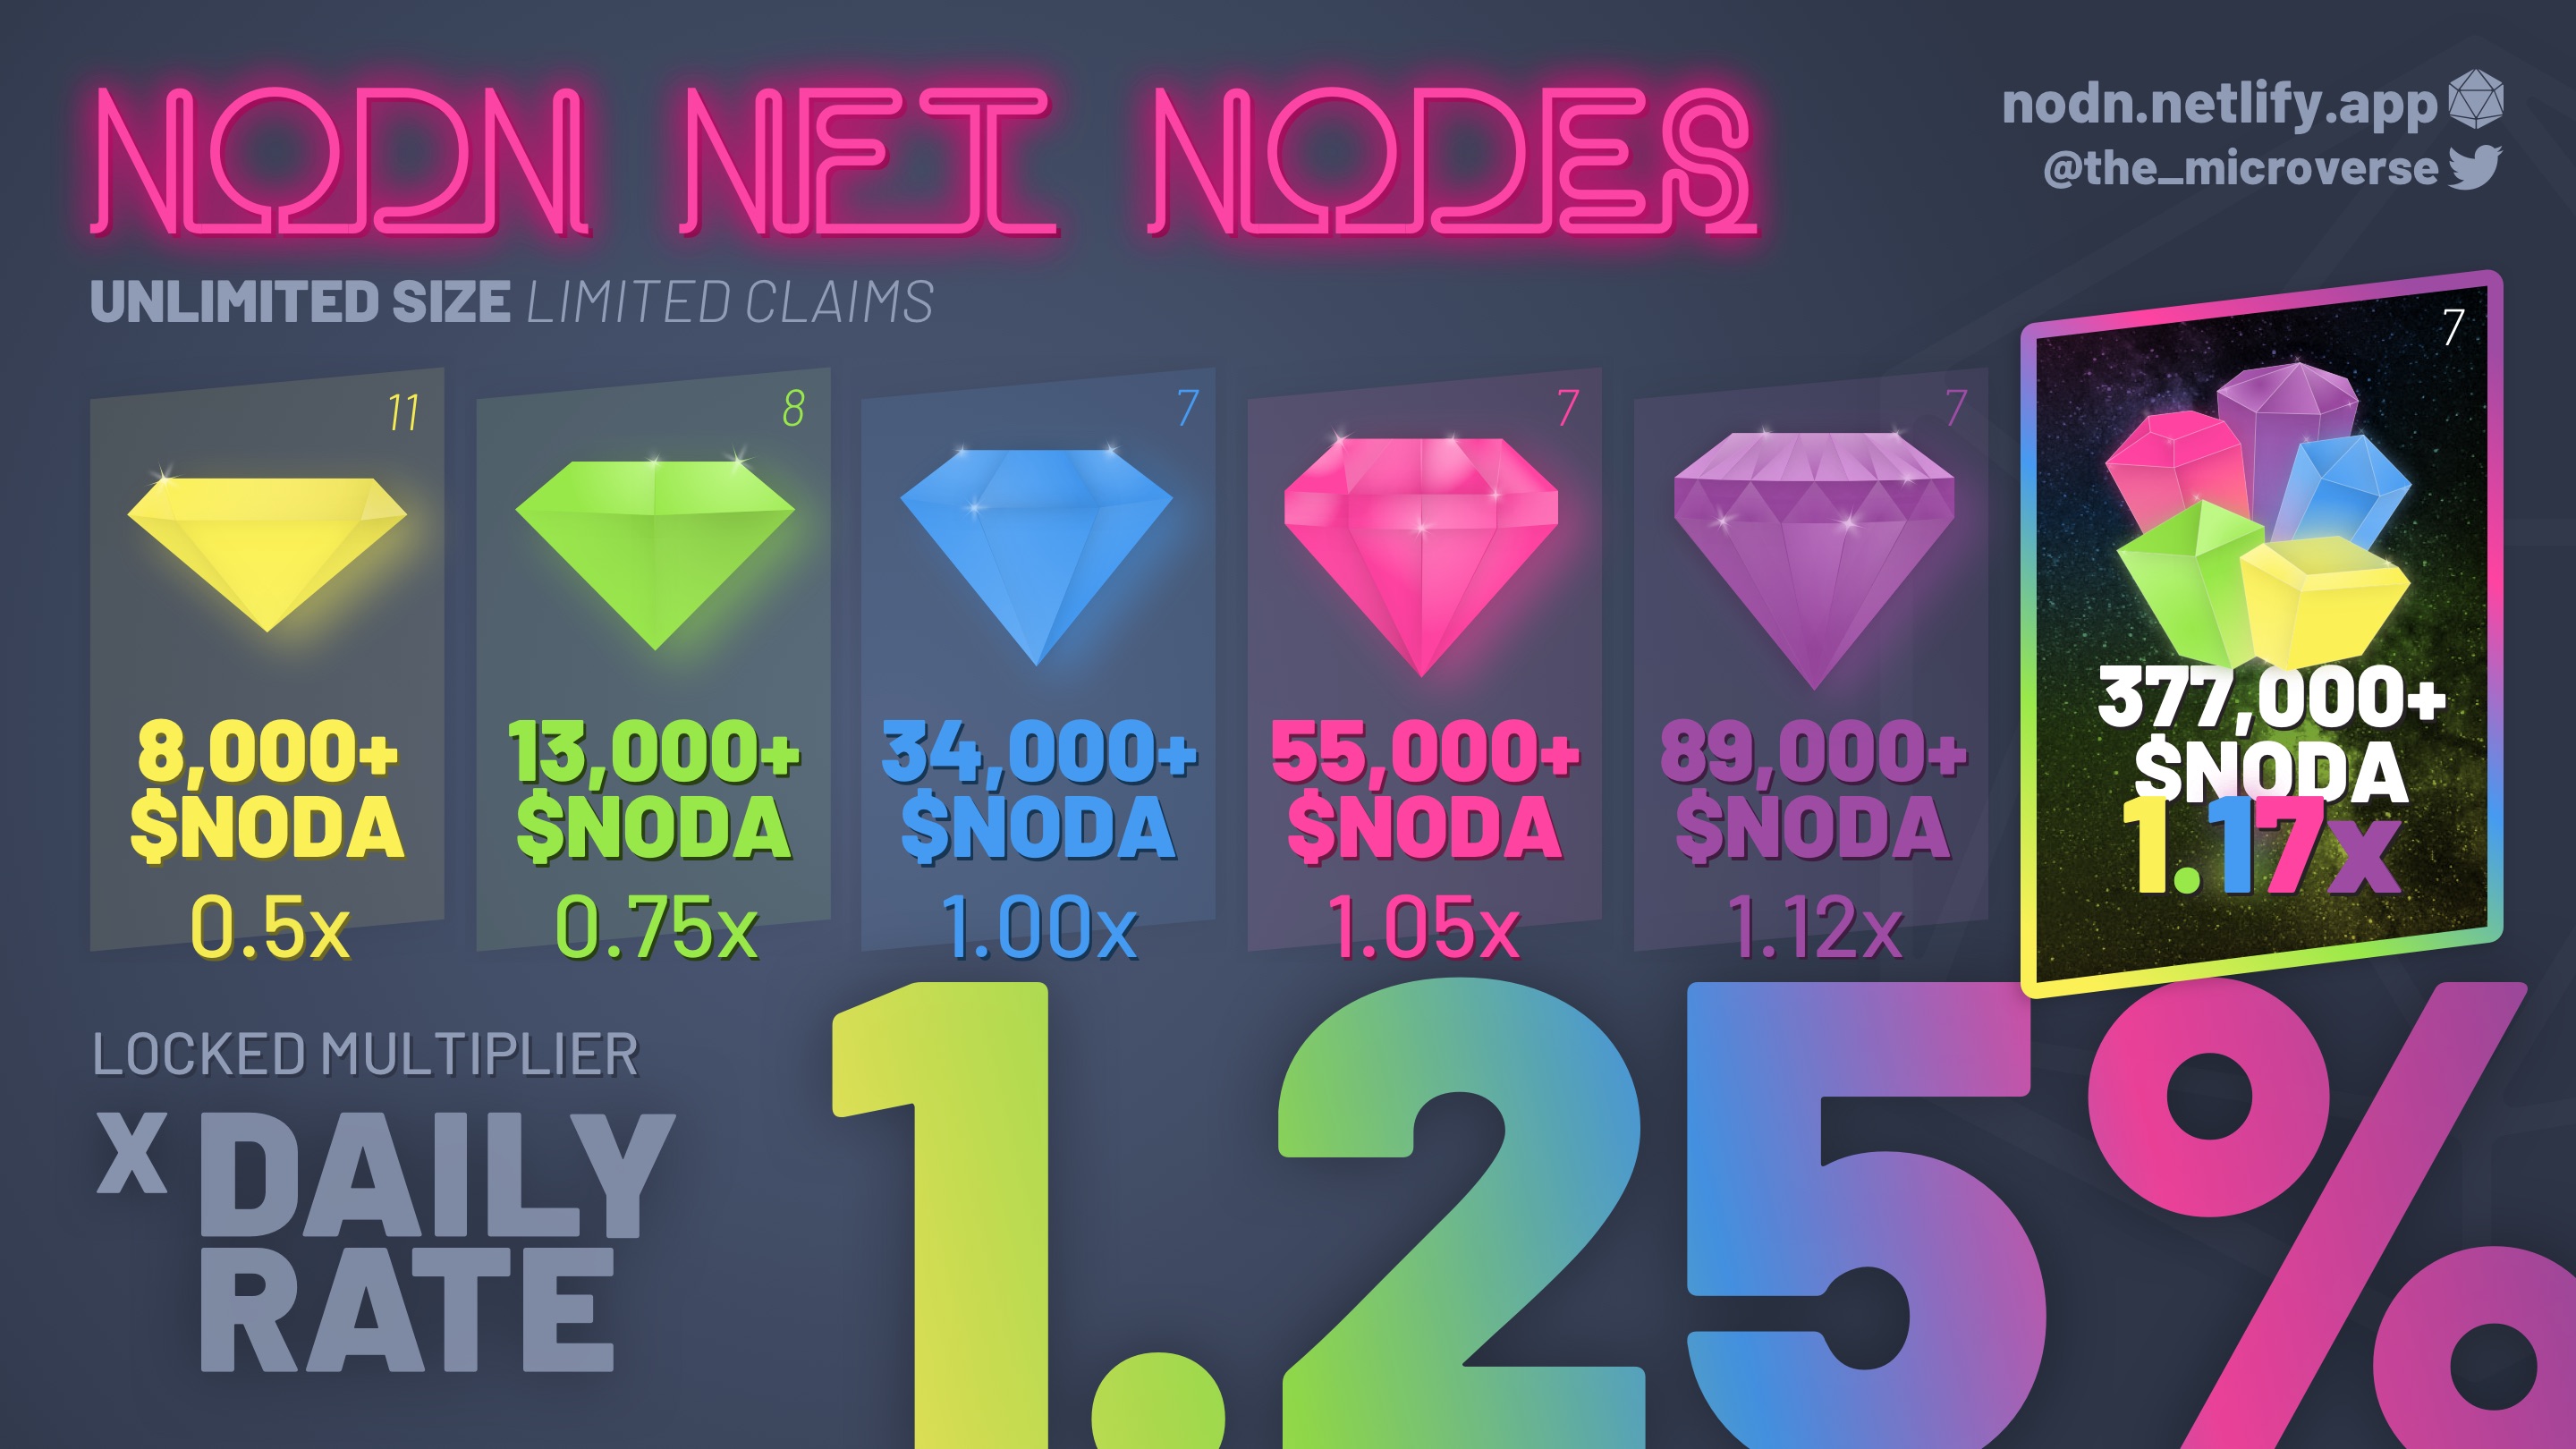 NODN NFT NODES
nodn.netlify.app
@the_microverse
UNLIMITED SIZE LIMITED CLAIMS
11
8,000+
$NODA
0.5x
8
13,000+
$NODA
0.75x
7
34,000+
$NODA
1.00x
7
55,000+
$NODA
1.05x
7
89,000+
$NODA
1.12x
7
377,000+
$NODA
1.17x
LOCKED MULTIPLIER
X DAILY
RATE
1.25%